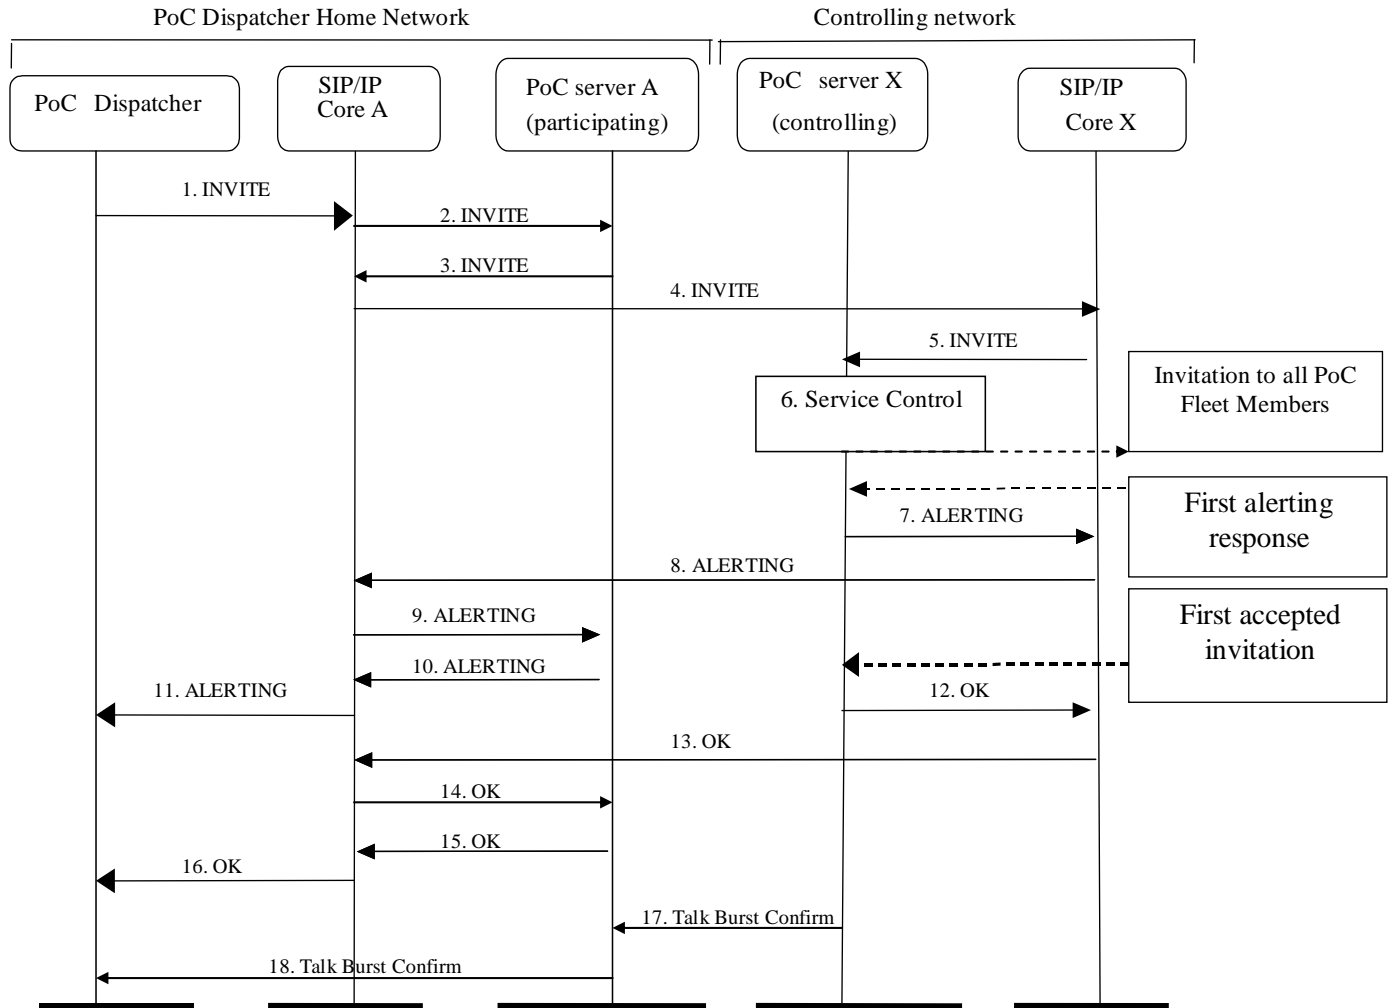 PoC Dispatcher Home Network
Controlling network
PoC Dispatcher
SIP/IP
Core A
PoC server A
(participating)
PoC server X
(controlling)
SIP/IP
Core X
1. INVITE
2. INVITE
3. INVITE
4. INVITE
5. INVITE
6. Service Control
Invitation to all PoC
Fleet Members
First alerting
response
7. ALERTING
8. ALERTING
First accepted
invitation
9. ALERTING
10. ALERTING
11. ALERTING
12. OK
13. OK
14. OK
15. OK
16. OK
17. Talk Burst Confirm
18. Talk Burst Confirm